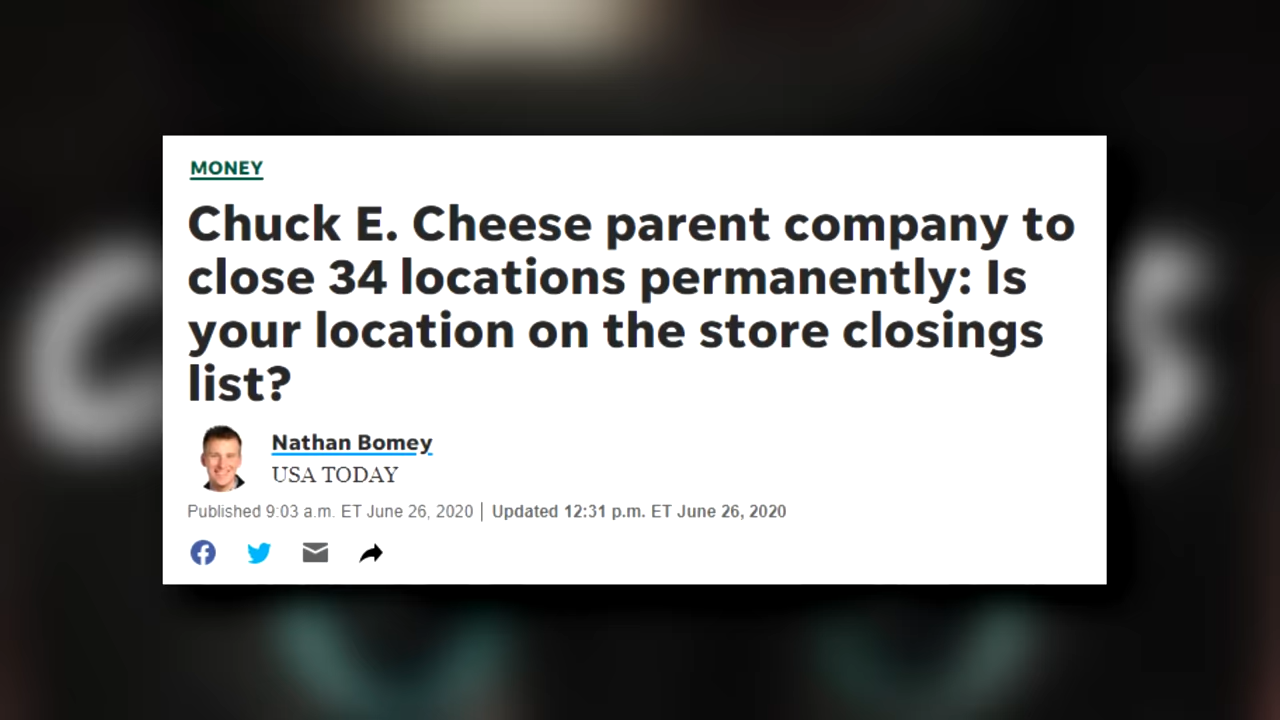 MONEY
Chuck E. Cheese parent company to
close 34 locations permanently: Is
your location on the store closings
list?
Nathan Bomey
USA TODAY
Published 9:03 a.m. ET June 26, 2020 | Updated 12:31 p.m. ET June 26, 2020